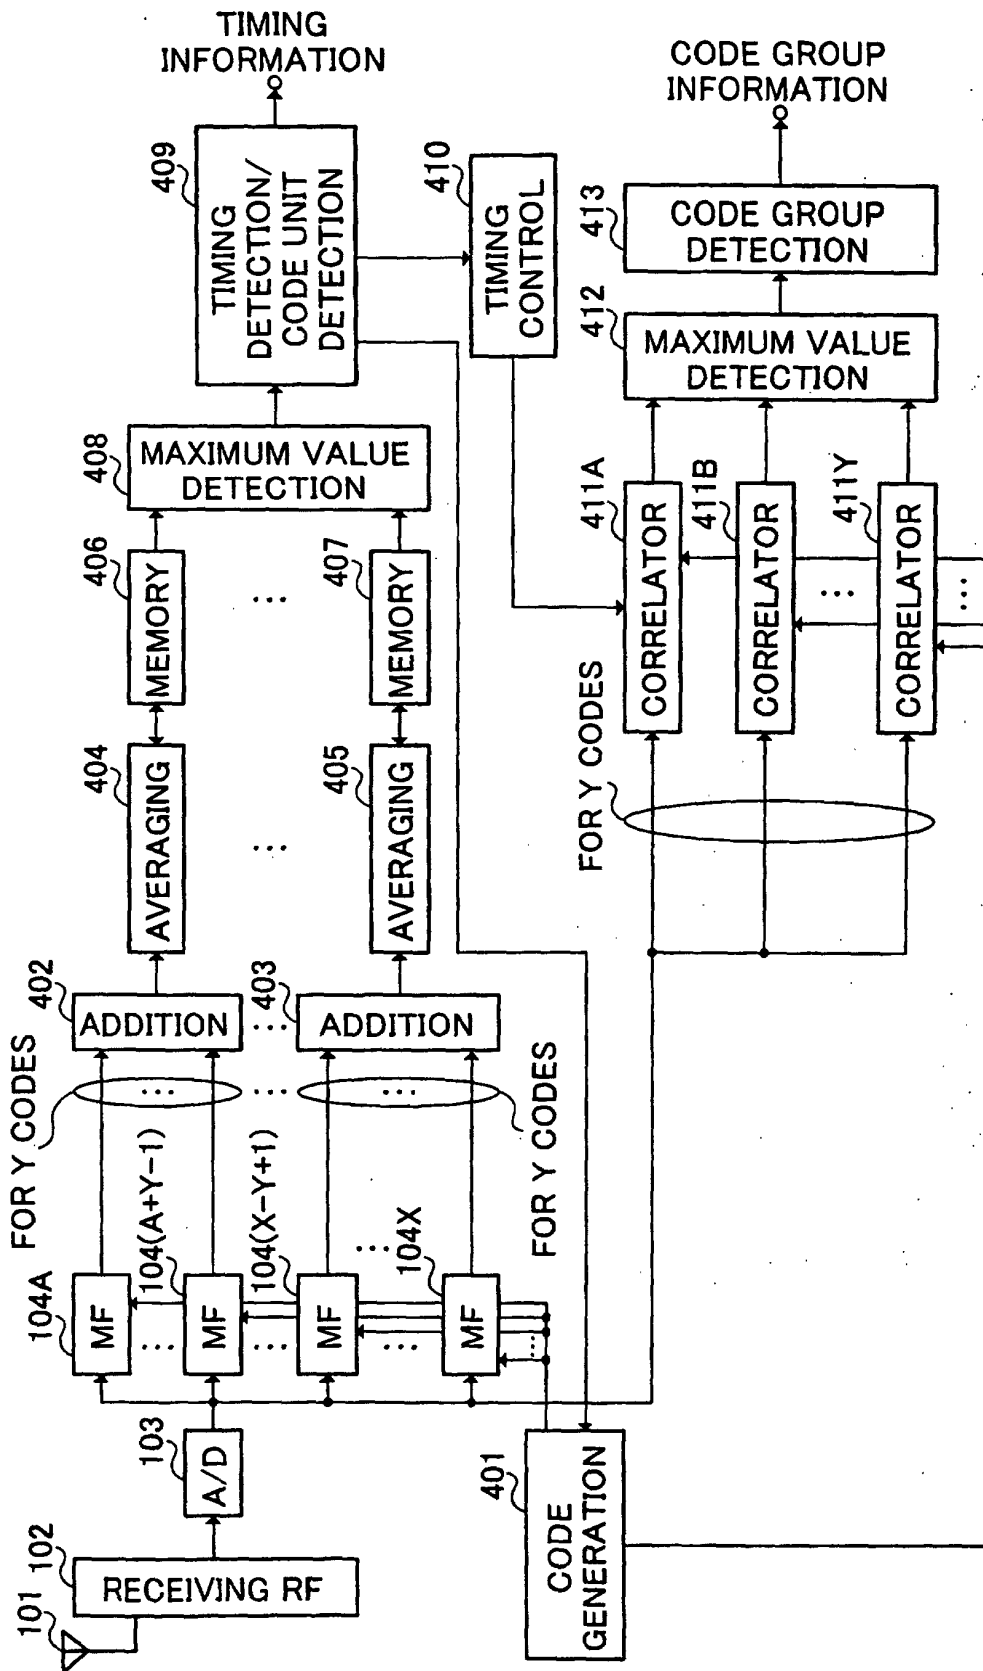 101
102
RECEIVING RF
103
A/D
104A
MF
104(A+Y-1)
MF
104(X-Y+1)
MF
104X
MF
...
401
CODE
GENERATION
FOR Y CODES
FOR Y CODES
402
ADDITION
403
ADDITION
404
AVERAGING
405
AVERAGING
406
MEMORY
407
MEMORY
408
MAXIMUM VALUE
DETECTION
409
TIMING
DETECTION/
CODE UNIT
DETECTION
TIMING
INFORMATION
410
TIMING
CONTROL
FOR Y CODES
411A
CORRELATOR
411B
CORRELATOR
411Y
CORRELATOR
412
MAXIMUM VALUE
DETECTION
413
CODE GROUP
DETECTION
CODE GROUP
INFORMATION